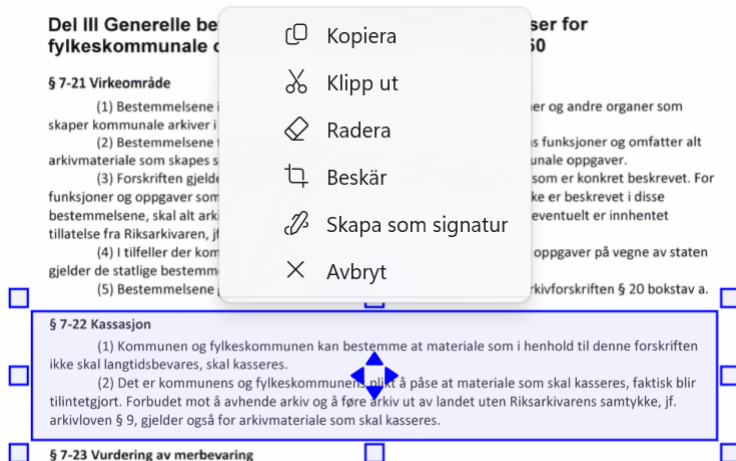 Del III Generelle be
ser for
fylkeskommunale
50
Kopiera
Klipp ut
Radera
Beskär
Skapa som signatur
Avbryt
§ 7-21 Virkeområde
(1) Bestemmelsene
er og andre organer som
skaper kommunale arkiver i
(2) Bestemmelsene
s funksjoner og omfatter alt
arkivmateriale som skapes s
unale oppgaver.
(3) Forskriften gjelde
som er konkret beskrevet. For
funksjoner og oppgaver som
ke er beskrevet i disse
bestemmelsene, skal alt ark
eventuelt er innhentet
tillatelse fra Riksarkivaren, jf
(4) I tilfeller der kom
oppgaver på vegne av staten
gjelder de statlige bestemm
(5) Bestemmelsene
rkivforskriften § 20 bokstav a.
§ 7-22 Kassasjon
(1) Kommunen og fylkeskommunen kan bestemme at materiale som i henhold til denne forskriften
ikke skal langtidsbevares, skal kasseres.
(2) Det er kommunens og fylkeskommunens plikt å påse at materiale som skal kasseres, faktisk blir
tilintetgjort. Forbudet mot å avhende arkiv og å føre arkiv ut av landet uten Riksarkivarens samtykke, jf.
arkivloven § 9, gjelder også for arkivmateriale som skal kasseres.
§ 7-23 Vurdering av merbevaring